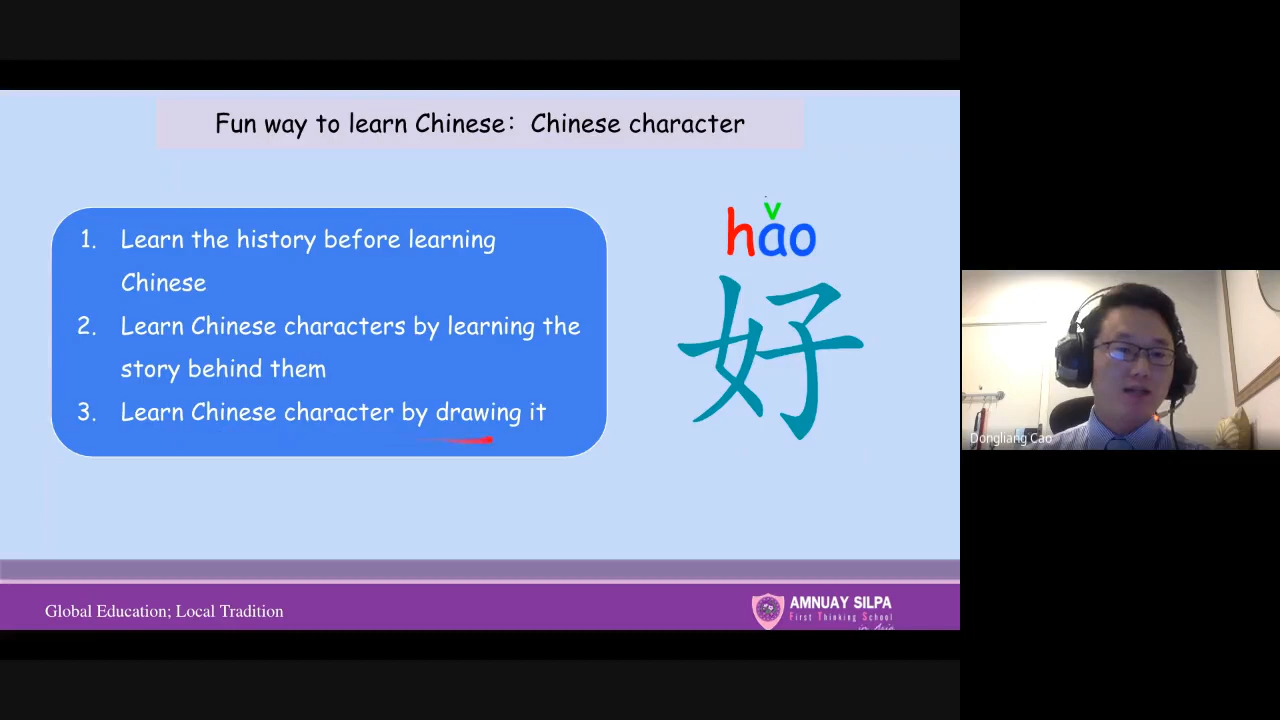 Fun way to learn Chinese： Chinese character
1. Learn the history before learning
Chinese
2. Learn Chinese characters by learning the
story behind them
3. Learn Chinese character by drawing it
hǎo
好
Dongliang Cao
Global Education; Local Tradition
AMNUAY SILPA
First Thinking School
in Asia